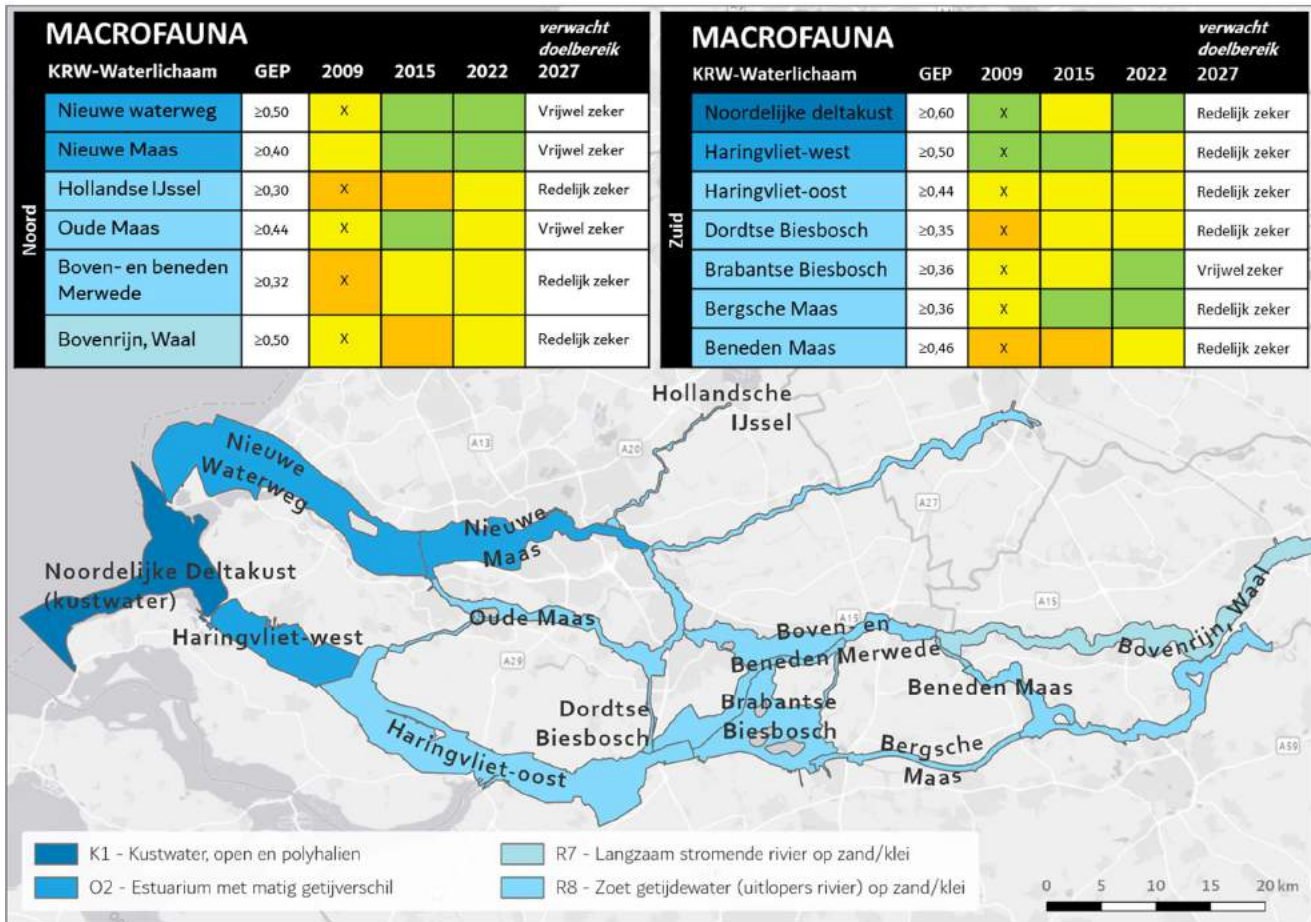 MACROFAUNA
verwacht
doelbereik
KRW-Waterlichaam GEP 2009 2015 2022 2027
Noord
Nieuwe waterweg ≥0,50 X Vrijwel zeker
Nieuwe Maas ≥0,40 Vrijwel zeker
Hollandse IJssel ≥0,30 X Redelijk zeker
Oude Maas ≥0,44 X Vrijwel zeker
Boven- en beneden
Merwede ≥0,32 X Redelijk zeker
Bovenrijn, Waal ≥0,50 X Redelijk zeker
MACROFAUNA
verwacht
doelbereik
KRW-Waterlichaam GEP 2009 2015 2022 2027
Zuid
Noordelijke deltakust ≥0,60 X Redelijk zeker
Haringvliet-west ≥0,50 X Redelijk zeker
Haringvliet-oost ≥0,44 X Redelijk zeker
Dordtse Biesbosch ≥0,35 X Redelijk zeker
Brabantse Biesbosch ≥0,36 X Vrijwel zeker
Bergsche Maas ≥0,36 X Redelijk zeker
Beneden Maas ≥0,46 X Redelijk zeker
Hollandsche
IJssel
Nieuwe
Waterweg
A13
A20
A27
Nieuwe
Maas
Noordelijke Deltakust
(kustwater)
Haringvliet-west
Oude Maas
A29
A15
Boven- en
Beneden Merwede
A15
Bovenrijn, Waal
Beneden Maas
Dordtse
Biesbosch
Brabantse
Biesbosch
Haringvliet-oost
Bergsche
Maas
A59
K1 - Kustwater, open en polyhalien
O2 - Estuarium met matig getijverschil
R7 - Langzaam stromende rivier op zand/klei
R8 - Zoet getijdewater (uitlopers rivier) op zand/klei
0 5 10 15 20 km